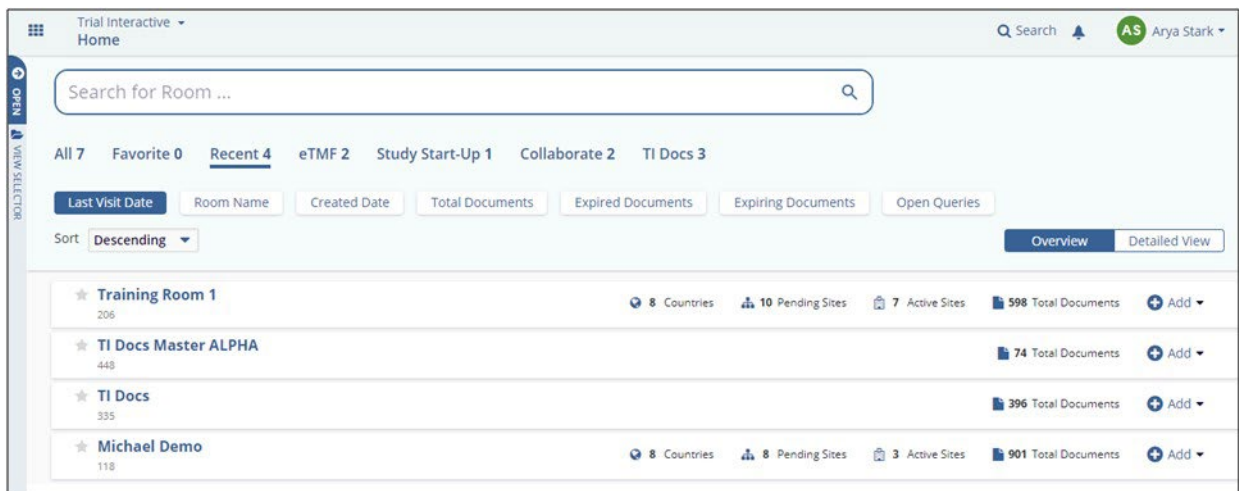 Trial Interactive
Home
Search
AS Arya Stark
OPEN
VIEW SELECTOR
Search for Room ...
All 7 Favorite 0 Recent 4 eTMF 2 Study Start-Up 1 Collaborate 2 TI Docs 3
Last Visit Date Room Name Created Date Total Documents Expired Documents Expiring Documents Open Queries
Sort Descending Overview Detailed View
Training Room 1 8 Countries 10 Pending Sites 7 Active Sites 598 Total Documents Add
206
TI Docs Master ALPHA 74 Total Documents Add
448
TI Docs 396 Total Documents Add
335
Michael Demo 8 Countries 8 Pending Sites 3 Active Sites 901 Total Documents Add
118